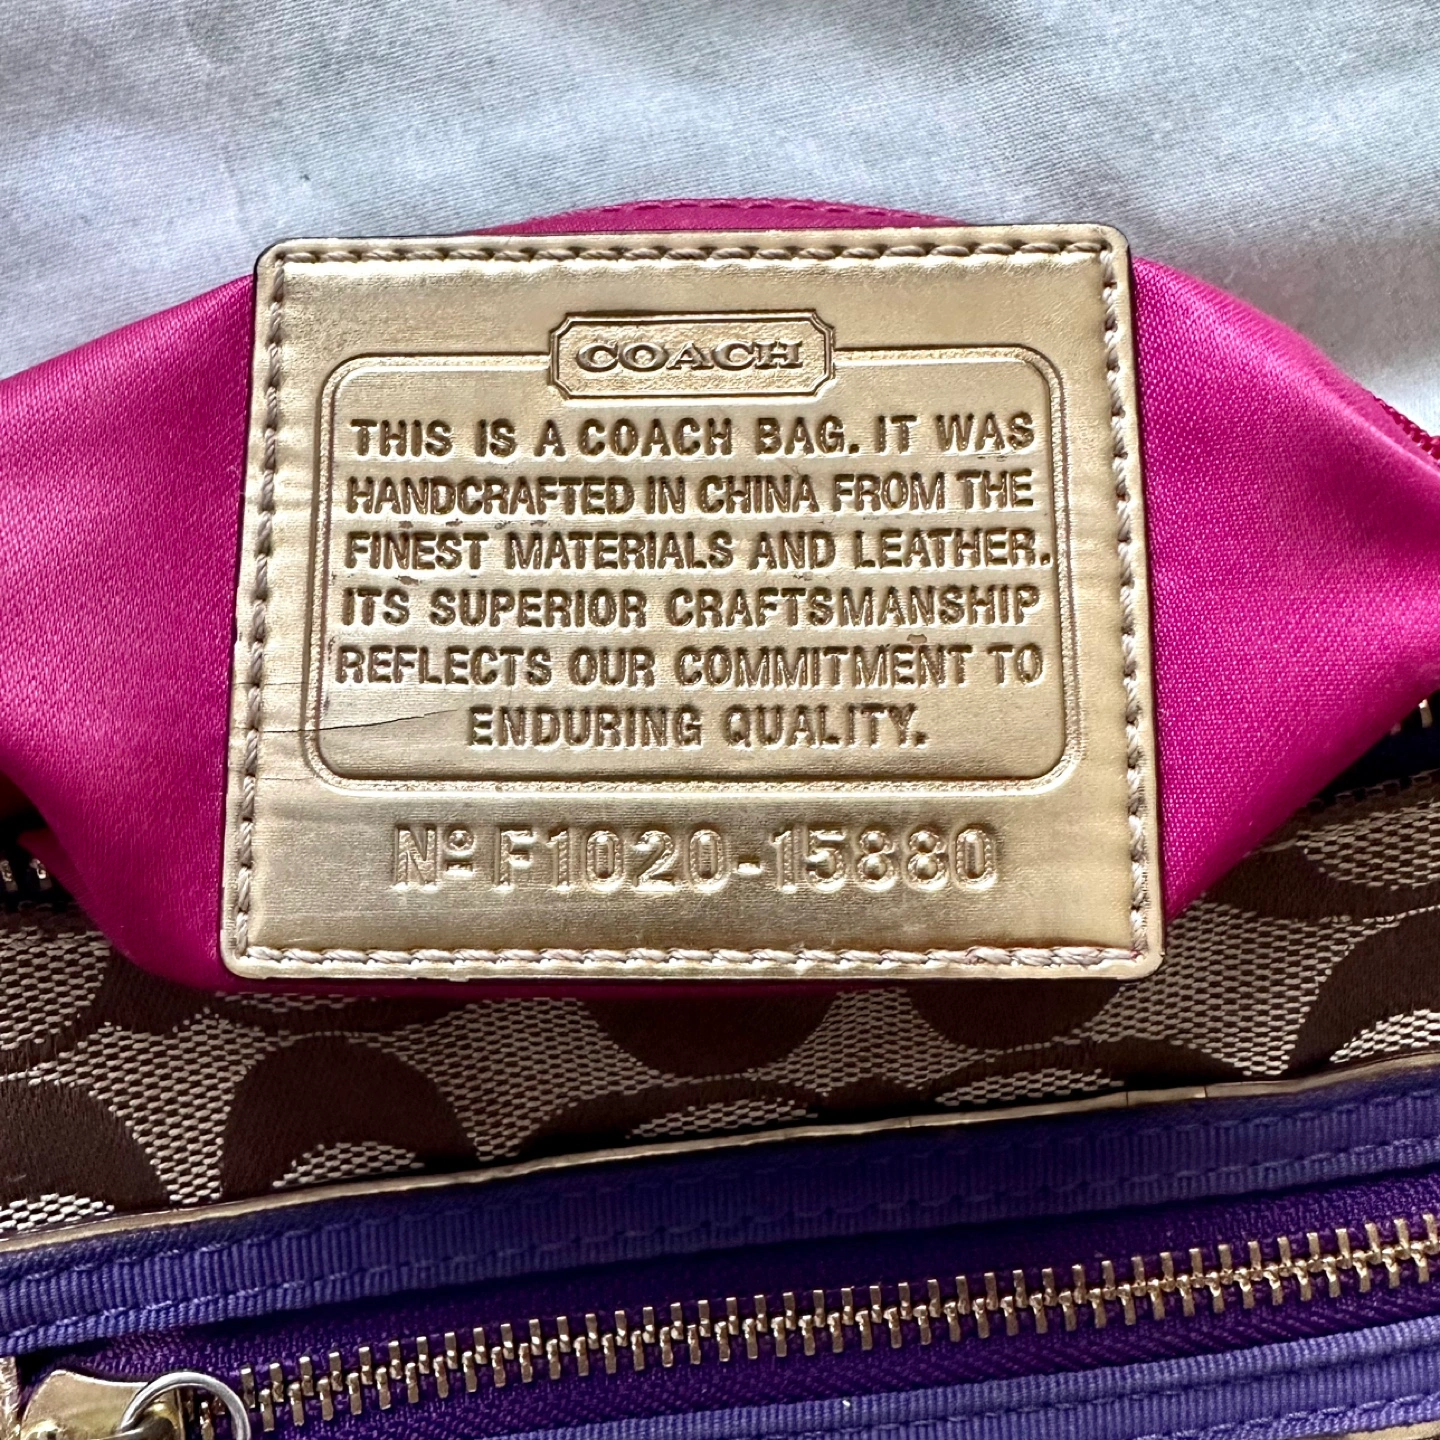 COACH
THIS IS A COACH BAG. IT WAS
HANDCRAFTED IN CHINA FROM THE
FINEST MATERIALS AND LEATHER.
ITS SUPERIOR CRAFTSMANSHIP
REFLECTS OUR COMMITMENT TO
ENDURING QUALITY.
Nº F1020-15880